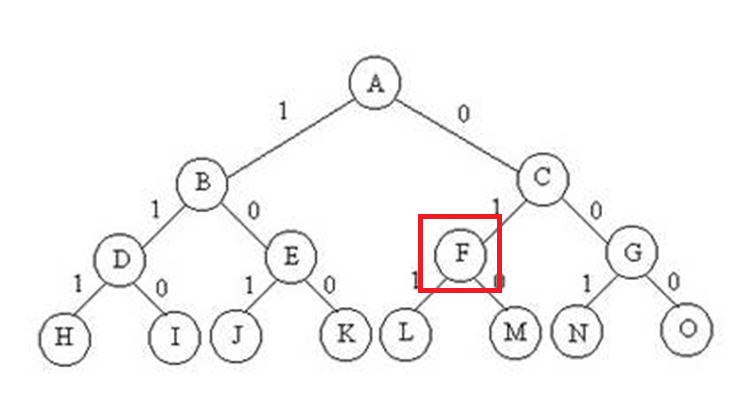 A
1 0
B C
1 0 1 0
D E F G
1 0 1 0 1 0 1 0
H I J K L M N O